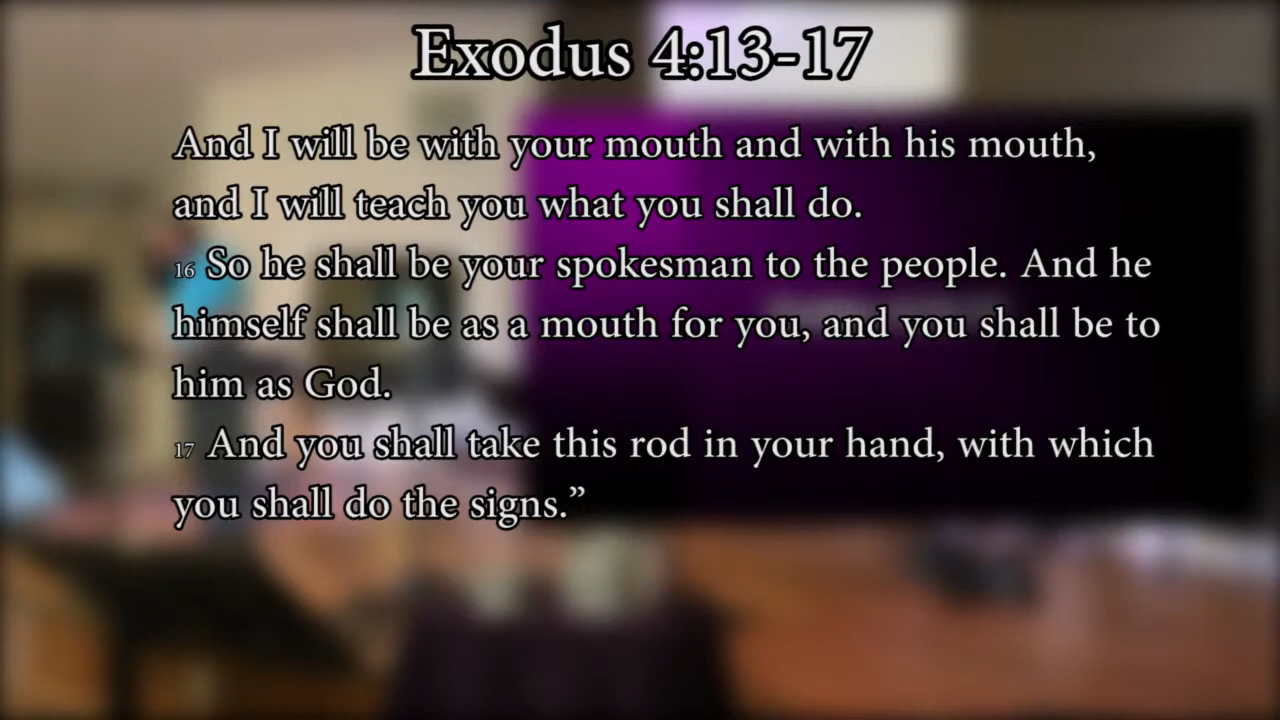 Exodus 4:13-17
And I will be with your mouth and with his mouth,
and I will teach you what you shall do.
16 So he shall be your spokesman to the people. And he
himself shall be as a mouth for you, and you shall be to
him as God.
17 And you shall take this rod in your hand, with which
you shall do the signs.”